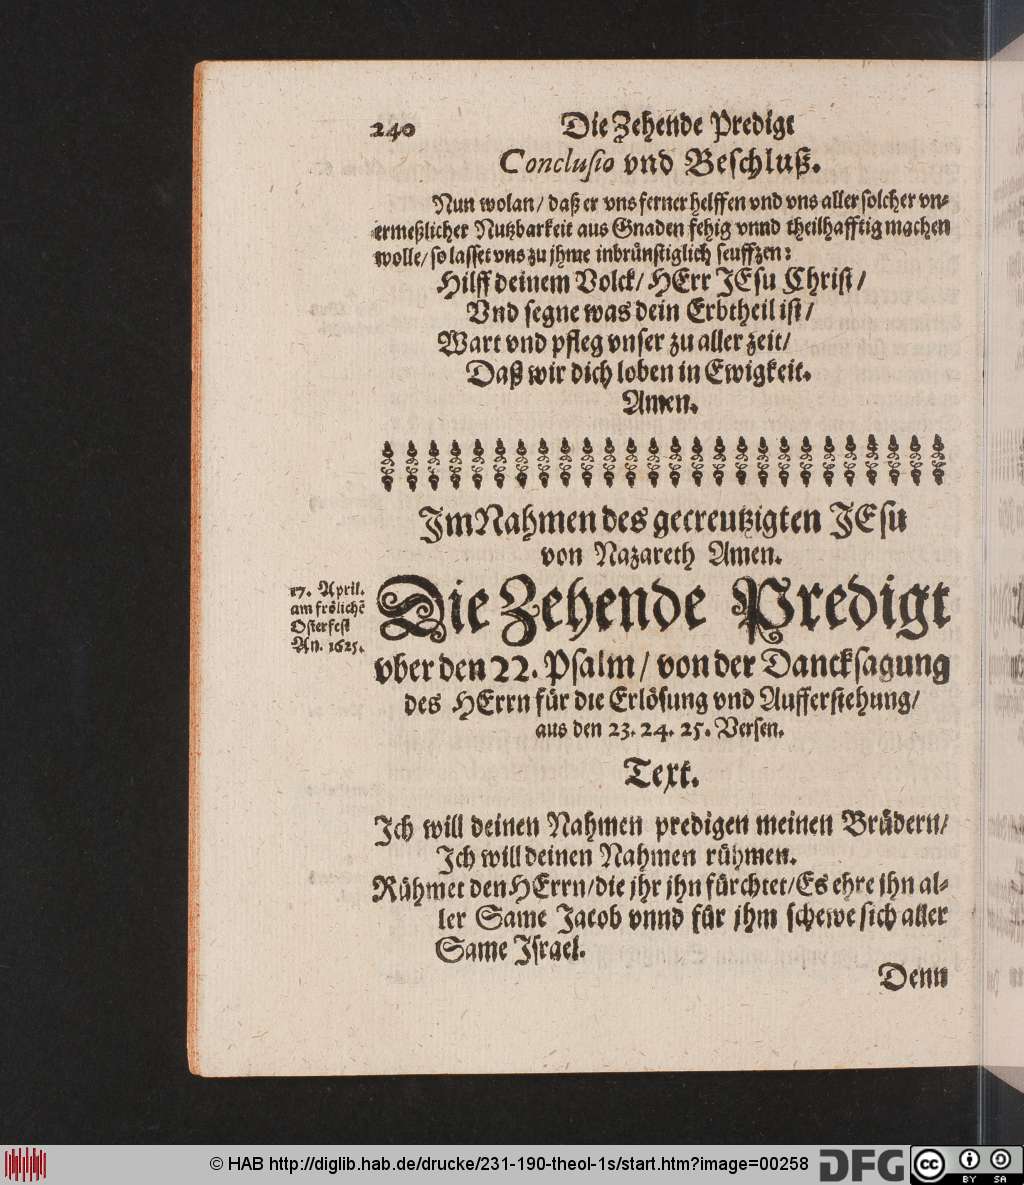 240 Die Zehende Predigt
Conclusio vnd Beschluß.
Nun wolan/ daß er vns ferner helffen vnd vns aller solcher vn-
ermeßlicher Nutzbarkeit aus Gnaden fehig vnnd theilhafftig machen
wolle/ so lasset vns zu jhme inbrünstiglich seuffzen:
Hilff deinem Volck/ HErr JEsu Christ/
Vnd segne was dein Erbtheil ist/
Wart vnd pfleg vnser zu aller zeit/
Daß wir dich loben in Ewigkeit.
Amen.
Im Nahmen des gecreutzigten JEsu
von Nazareth Amen.
17. April.
am frölichē
Osterfest
An. 1625.
Die Zehende Predigt
vber den 22. Psalm/ von der Dancksagung
des HErrn für die Erlösung vnd Aufferstehung/
aus den 23. 24. 25. Versen.
Text.
Ich will deinen Nahmen predigen meinen Brüdern/
Ich will deinen Nahmen rühmen.
Rühmet den HErrn/ die jhr jhn fürchtet/ Es ehre jhn al-
ler Same Jacob vnnd für jhm schewe sich aller
Same Israel.
Denn
© HAB http://diglib.hab.de/drucke/231-190-theol-1s/start.htm?image=00258
DFG
cc BY SA